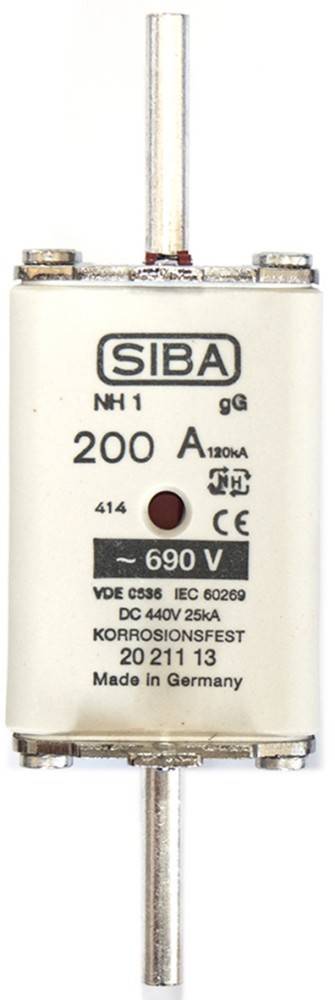 SIBA
NH 1 gG
200 A 120kA
NH
414 CE
~ 690 V
VDE 0636 IEC 60269
DC 440V 25kA
KORROSIONSFEST
20 211 13
Made in Germany